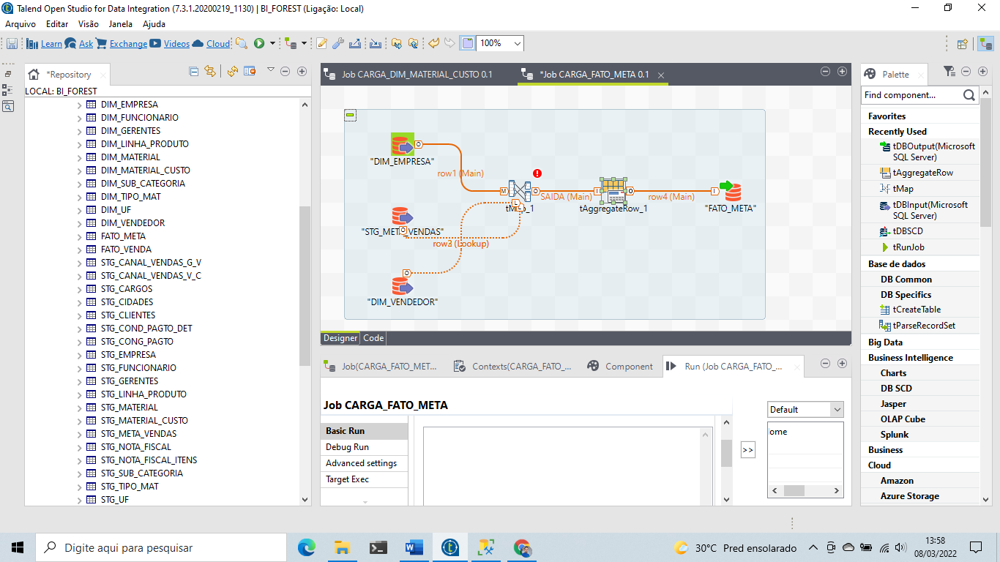 Talend Open Studio for Data Integration (7.3.1.20200219_1130) | BI_FOREST (Ligação: Local)
Arquivo Editar Visão Janela Ajuda
Learn Ask Exchange Videos Cloud 100%
*Repository
LOCAL: BI_FOREST
DIM_EMPRESA
DIM_FUNCIONARIO
DIM_GERENTES
DIM_LINHA_PRODUTO
DIM_MATERIAL
DIM_MATERIAL_CUSTO
DIM_SUB_CATEGORIA
DIM_TIPO_MAT
DIM_UF
DIM_VENDEDOR
FATO_META
FATO_VENDA
STG_CANAL_VENDAS_G_V
STG_CANAL_VENDAS_V_C
STG_CARGOS
STG_CIDADES
STG_CLIENTES
STG_COND_PAGTO_DET
STG_CONG_PAGTO
STG_EMPRESA
STG_FUNCIONARIO
STG_GERENTES
STG_LINHA_PRODUTO
STG_MATERIAL
STG_MATERIAL_CUSTO
STG_META_VENDAS
STG_NOTA_FISCAL
STG_NOTA_FISCAL_ITENS
STG_SUB_CATEGORIA
STG_TIPO_MAT
STG_UF
Job CARGA_DIM_MATERIAL_CUSTO 0.1
*Job CARGA_FATO_META 0.1
"DIM_EMPRESA"
row1 (Main)
SAIDA (Main)
row4 (Main)
tAggregateRow_1
"FATO_META"
(Lookup)
"DIM_VENDEDOR"
Designer Code
Job(CARGA_FATO_MET... Contexts(CARGA_FATO_... Component Run (Job CARGA_FATO_...
Job CARGA_FATO_META
Basic Run
Debug Run
Advanced settings
Target Exec
Default
ome
>>
Palette
Find component...
Favorites
Recently Used
tDBOutput(Microsoft
SQL Server)
tAggregateRow
tMap
tDBInput(Microsoft
SQL Server)
tDBSCD
tRunJob
Base de dados
DB Common
DB Specifics
tCreateTable
tParseRecordSet
Big Data
Business Intelligence
Charts
DB SCD
Jasper
OLAP Cube
Splunk
Business
Cloud
Amazon
Azure Storage
Digite aqui para pesquisar
30°C Pred ensolarado
13:58
08/03/2022